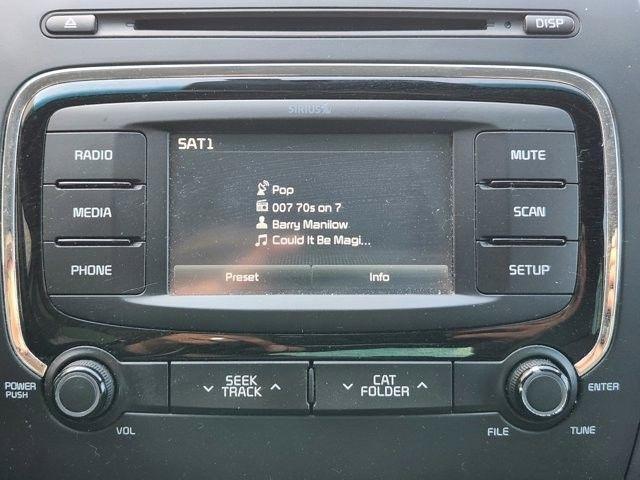 DISP
SIRIUS
SAT1
RADIO
MEDIA
PHONE
Pop
007 70s on 7
Barry Manilow
Could It Be Magi...
Preset
Info
MUTE
SCAN
SETUP
POWER
PUSH
VOL
SEEK
TRACK
CAT
FOLDER
ENTER
FILE
TUNE